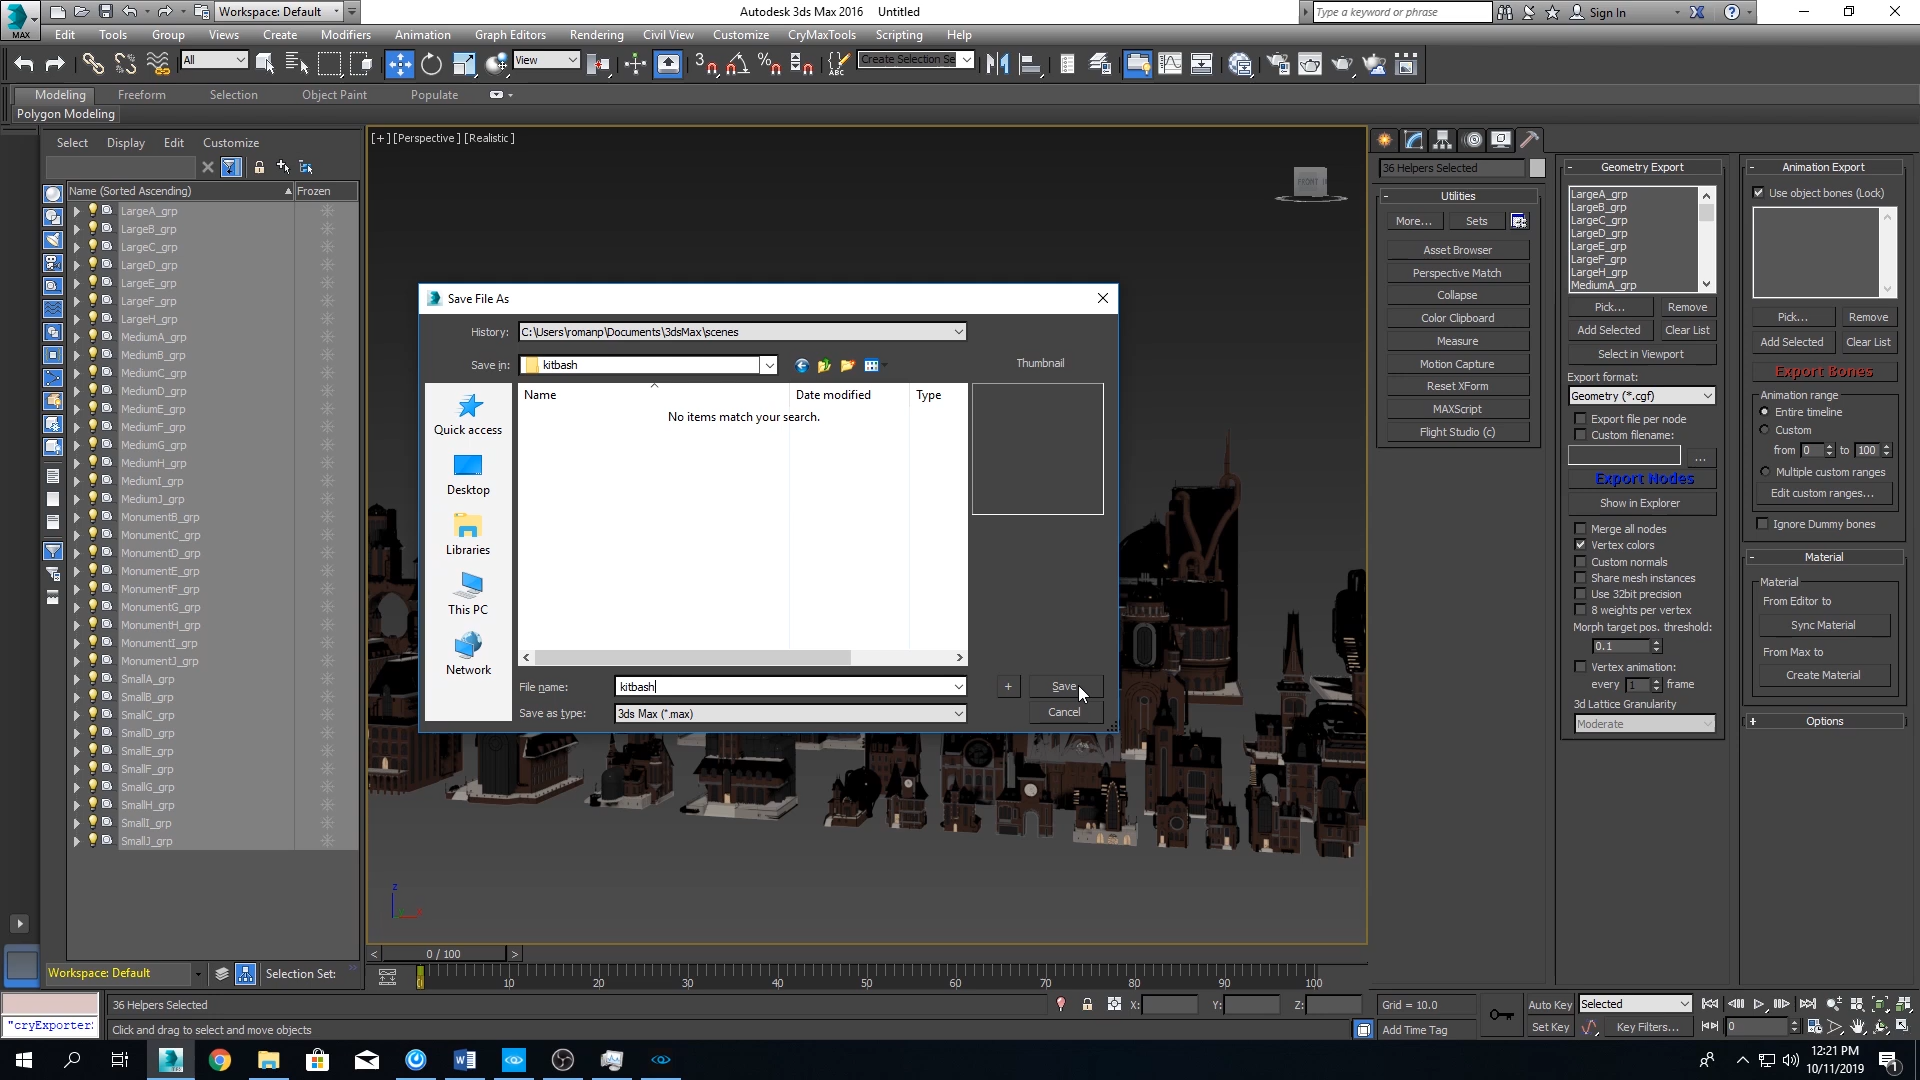 Workspace: Default
Autodesk 3ds Max 2016 Untitled
Type a keyword or phrase
Sign In
MAX
Edit Tools Group Views Create Modifiers Animation Graph Editors Rendering Civil View Customize CryMaxTools Scripting Help
All
View
Create Selection Se
Modeling Freeform Selection Object Paint Populate
Polygon Modeling
Select Display Edit Customize
Name (Sorted Ascending) Frozen
LargeA_grp
LargeB_grp
LargeC_grp
LargeD_grp
LargeE_grp
LargeF_grp
LargeH_grp
MediumA_grp
MediumB_grp
MediumC_grp
MediumD_grp
MediumE_grp
MediumF_grp
MediumG_grp
MediumH_grp
MediumI_grp
MediumJ_grp
MonumentB_grp
MonumentC_grp
MonumentD_grp
MonumentE_grp
MonumentF_grp
MonumentG_grp
MonumentH_grp
MonumentI_grp
MonumentJ_grp
SmallA_grp
SmallB_grp
SmallC_grp
SmallD_grp
SmallE_grp
SmallF_grp
SmallG_grp
SmallH_grp
SmallI_grp
SmallJ_grp
Workspace: Default
Selection Set:
[+] [Perspective] [Realistic]
FRONT
Save File As
History: C:\Users\romanp\Documents\3dsMax\scenes
Save in: kitbash
Thumbnail
Name Date modified Type
No items match your search.
Quick access
Desktop
Libraries
This PC
Network
File name: kitbash
+ Save
Save as type: 3ds Max (*.max)
Cancel
36 Helpers Selected
- Utilities
More... Sets
Asset Browser
Perspective Match
Collapse
Color Clipboard
Measure
Motion Capture
Reset XForm
MAXScript
Flight Studio (c)
- Geometry Export
LargeA_grp
LargeB_grp
LargeC_grp
LargeD_grp
LargeE_grp
LargeF_grp
LargeH_grp
MediumA_grp
Pick... Remove
Add Selected Clear List
Select in Viewport
Export format:
Geometry (*.cgf)
Export file per node
Custom filename:
...
Export Nodes
Show in Explorer
Merge all nodes
Vertex colors
Custom normals
Share mesh instances
Use 32bit precision
8 weights per vertex
Morph target pos. threshold:
0.1
Vertex animation:
every 1 frame
3d Lattice Granularity
Moderate
- Animation Export
Use object bones (Lock)
Pick... Remove
Add Selected Clear List
Export Bones
Animation range
Entire timeline
Custom
from 0 to 100
Multiple custom ranges
Edit custom ranges...
Ignore Dummy bones
- Material
Material
From Editor to
Sync Material
From Max to
Create Material
+ Options
z
< 0 / 100 >
0 10 20 30 40 50 60 70 80 90 100
36 Helpers Selected
X: Y: Z:
Grid = 10.0
Auto Key Selected
"cryExporter:
Click and drag to select and move objects
Add Time Tag
Set Key Key Filters...
0
12:21 PM
10/11/2019
1